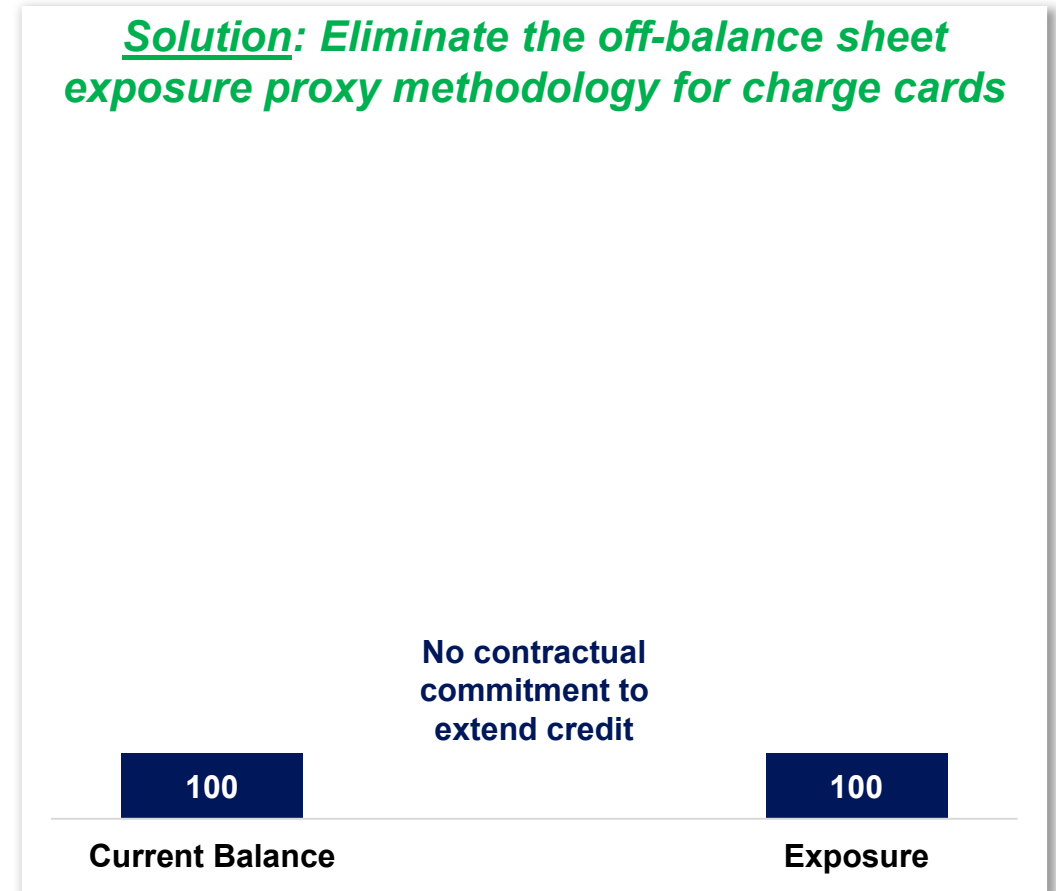 Solution: Eliminate the off-balance sheet
exposure proxy methodology for charge cards
No contractual
commitment to
extend credit
100
100
Current Balance
Exposure